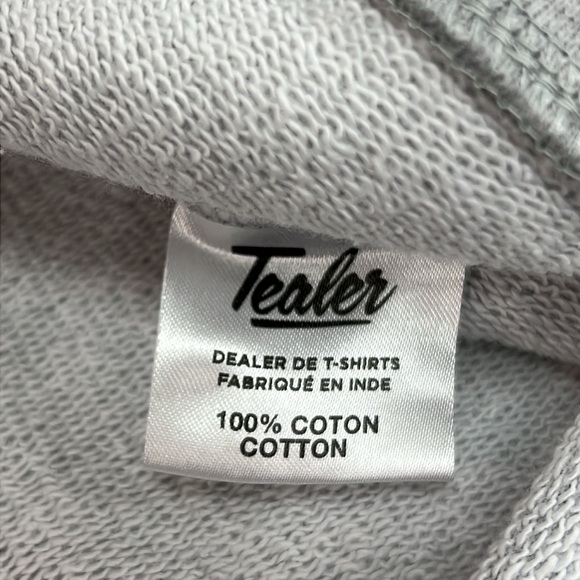 Tealer
DEALER DE T-SHIRTS
FABRIQUÉ EN INDE
100% COTON
COTTON